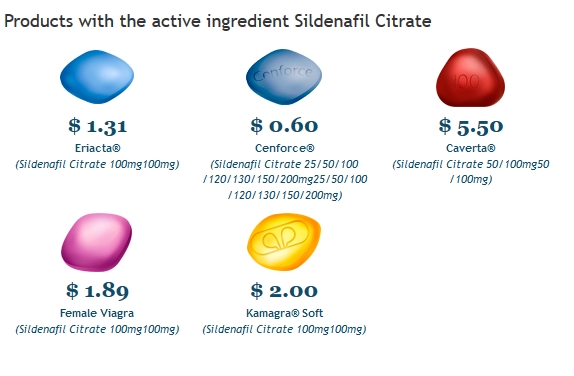 Products with the active ingredient Sildenafil Citrate
Cenforce
100
$ 1.31
$ 0.60
$ 5.50
Eriacta®
Cenforce®
Caverta®
(Sildenafil Citrate 100mg100mg)
(Sildenafil Citrate 25/50/100
/120/130/150/200mg25/50/100
/120/130/150/200mg)
(Sildenafil Citrate 50/100mg50
/100mg)
$ 1.89
$ 2.00
Female Viagra
Kamagra® Soft
(Sildenafil Citrate 100mg100mg)
(Sildenafil Citrate 100mg100mg)